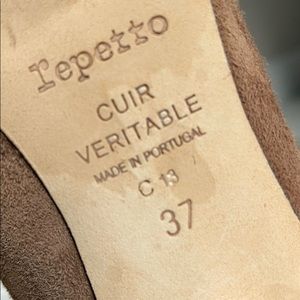 repetto
CUIR
VERITABLE
MADE IN PORTUGAL
C 13
37